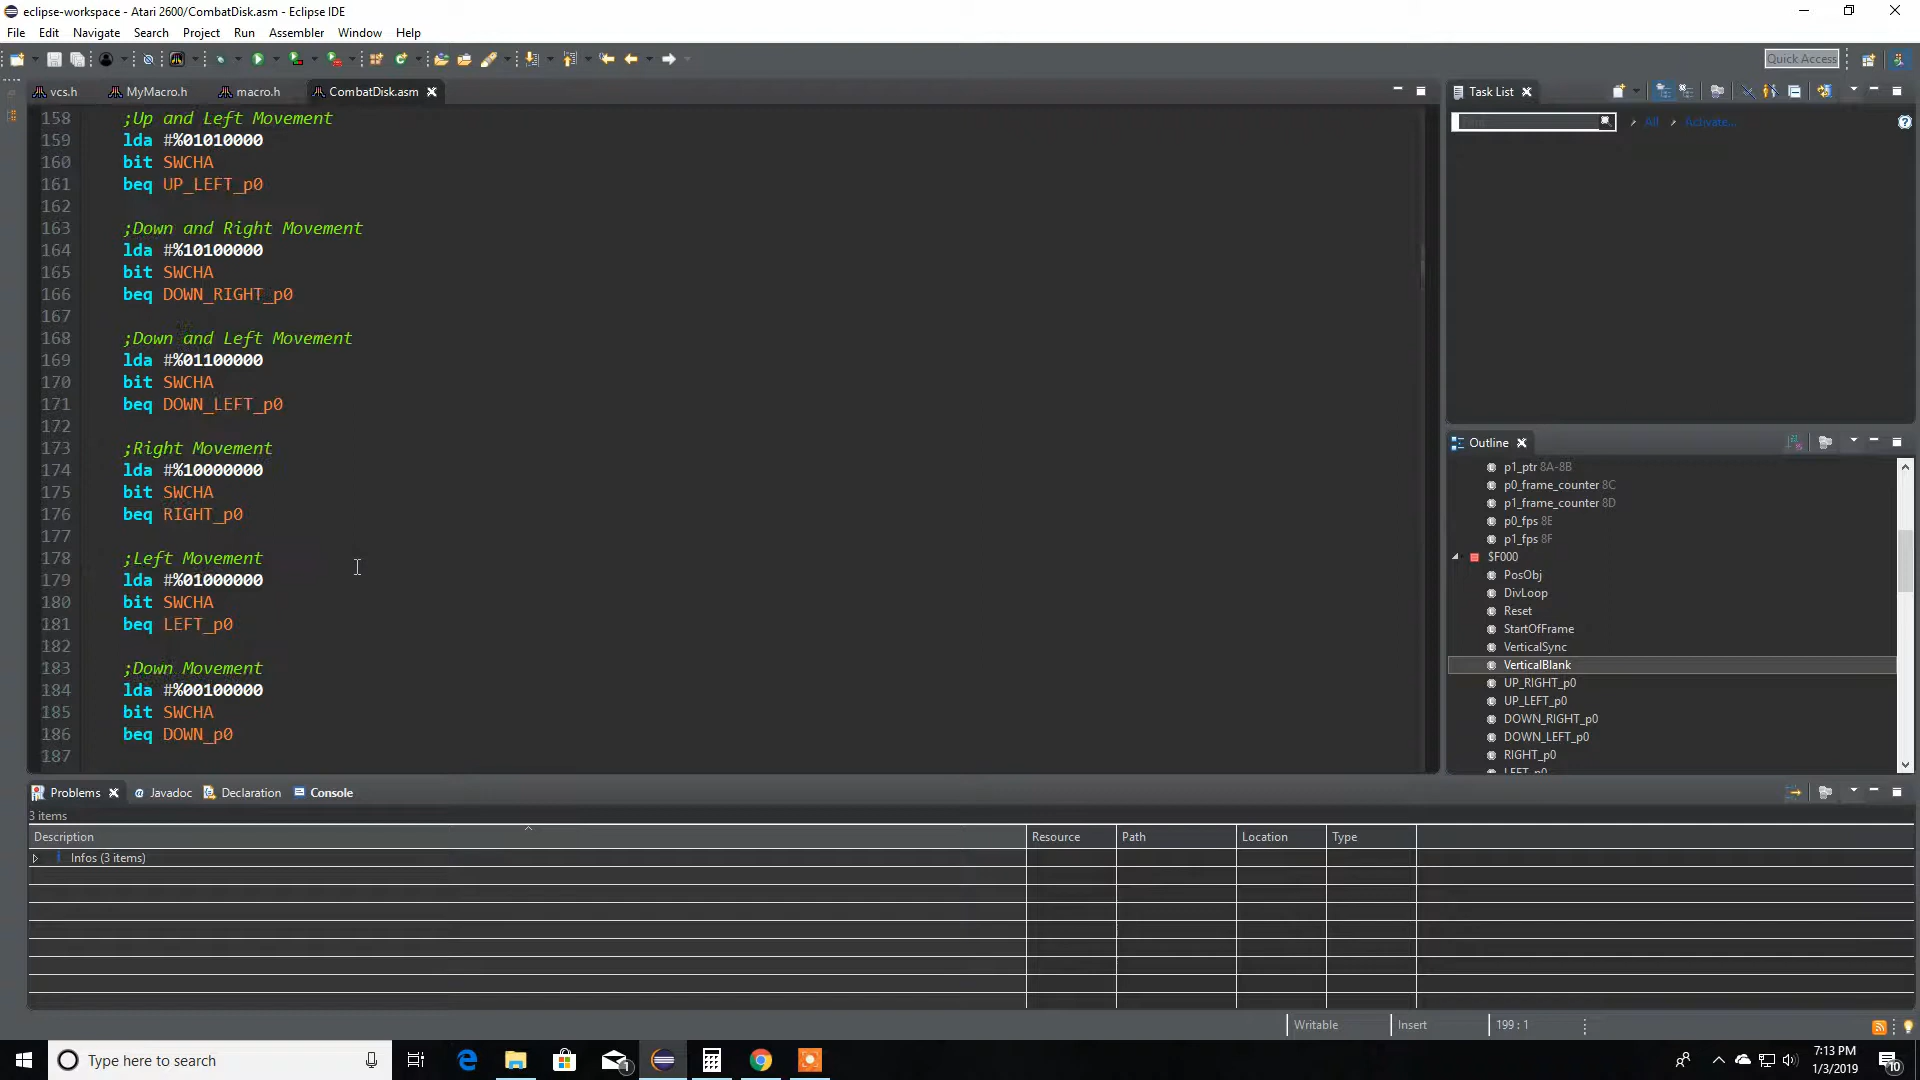 eclipse-workspace - Atari 2600/CombatDisk.asm - Eclipse IDE
File Edit Navigate Search Project Run Assembler Window Help
Quick Access
vcs.h MyMacro.h macro.h CombatDisk.asm
158 ;Up and Left Movement
159 lda #%01010000
160 bit SWCHA
161 beq UP_LEFT_p0
162
163 ;Down and Right Movement
164 lda #%10100000
165 bit SWCHA
166 beq DOWN_RIGHT_p0
167
168 ;Down and Left Movement
169 lda #%01100000
170 bit SWCHA
171 beq DOWN_LEFT_p0
172
173 ;Right Movement
174 lda #%10000000
175 bit SWCHA
176 beq RIGHT_p0
177
178 ;Left Movement
179 lda #%01000000
180 bit SWCHA
181 beq LEFT_p0
182
183 ;Down Movement
184 lda #%00100000
185 bit SWCHA
186 beq DOWN_p0
187
Task List
All Activate...
Outline
p1_ptr 8A-8B
p0_frame_counter 8C
p1_frame_counter 8D
p0_fps 8E
p1_fps 8F
$F000
PosObj
DivLoop
Reset
StartOfFrame
VerticalSync
VerticalBlank
UP_RIGHT_p0
UP_LEFT_p0
DOWN_RIGHT_p0
DOWN_LEFT_p0
RIGHT_p0
LEFT_p0
Problems Javadoc Declaration Console
3 items
Description Resource Path Location Type
Infos (3 items)
Writable Insert 199 : 1
Type here to search
7:13 PM
1/3/2019
1
10